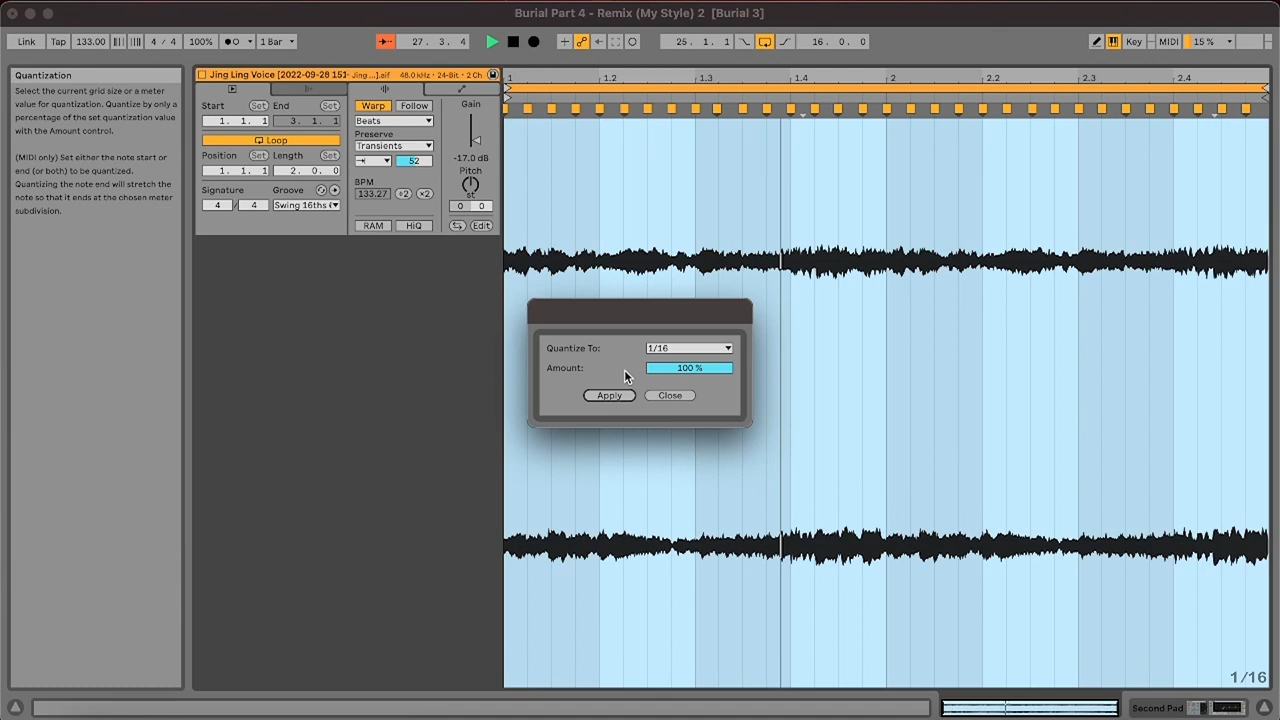 Burial Part 4 - Remix (My Style) 2 [Burial 3]
Link Tap 133.00 4 / 4 100% 1 Bar 27. 3. 4 25. 1. 1 16. 0. 0 Key MIDI 15 %
Quantization
Select the current grid size or a meter
value for quantization. Quantize by only a
percentage of the set quantization value
with the Amount control.
(MIDI only) Set either the note start or
end (or both) to be quantized.
Quantizing the note end will stretch the
note so that it ends at the chosen meter
subdivision.
Jing Ling Voice [2022-09-28 151- Jing ...].aif 48.0 kHz · 24-Bit · 2 Ch
Start Set End Set
1. 1. 1 3. 1. 1
Loop
Position Set Length Set
1. 1. 1 2. 0. 0
Signature Groove
4 / 4 Swing 16ths
Warp Follow
Beats
Preserve
Transients
52
BPM
133.27 :2 ×2
RAM HiQ
Gain
-17.0 dB
Pitch
st
0 0
Edit
1 1.2 1.3 1.4 2 2.2 2.3 2.4
Quantize To: 1/16
Amount: 100 %
Apply Close
1/16
Second Pad